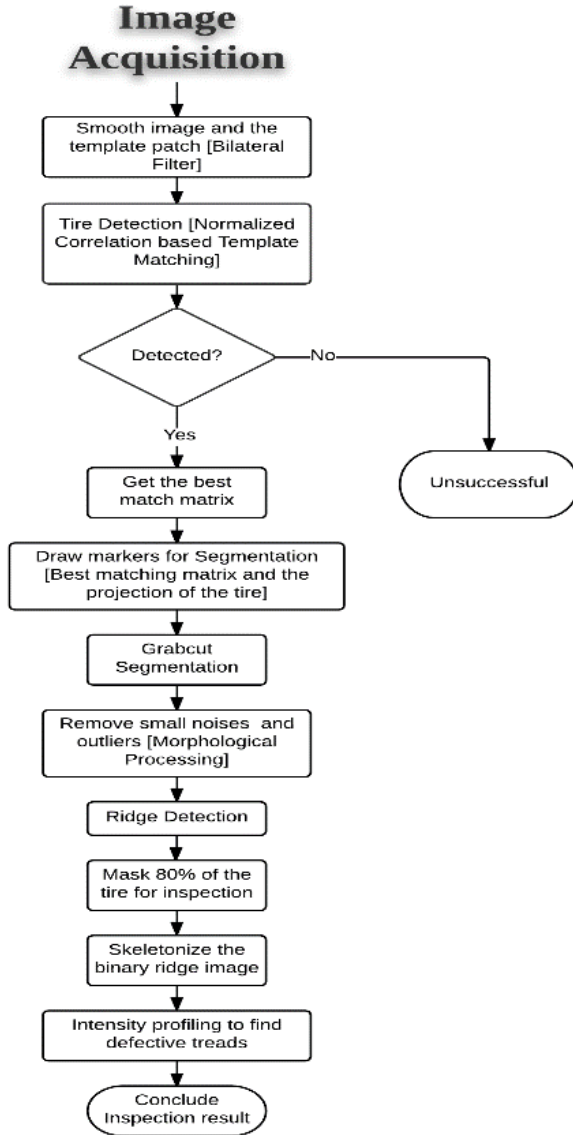 Image
Acquisition
Smooth image and the
template patch [Bilateral
Filter]
Tire Detection [Normalized
Correlation based Template
Matching]
Detected?
No
Yes
Unsuccessful
Get the best
match matrix
Draw markers for Segmentation
[Best matching matrix and the
projection of the tire]
Grabcut
Segmentation
Remove small noises and
outliers [Morphological
Processing]
Ridge Detection
Mask 80% of the
tire for inspection
Skeletonize the
binary ridge image
Intensity profiling to find
defective treads
Conclude
Inspection result